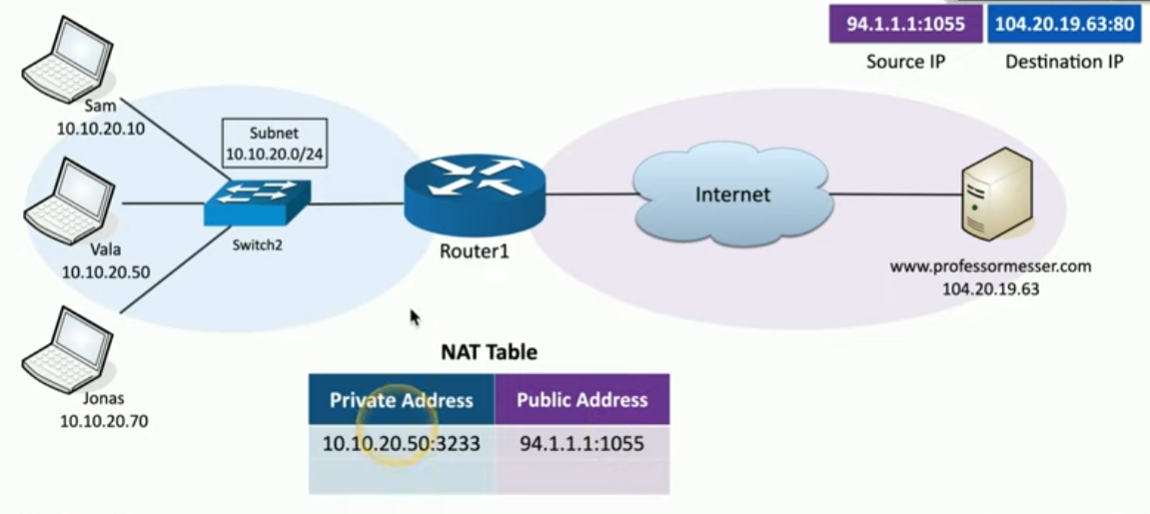 94.1.1.1:1055
104.20.19.63:80
Source IP
Destination IP
Sam
10.10.20.10
Subnet
10.10.20.0/24
Vala
10.10.20.50
Switch2
Router1
Internet
www.professormesser.com
104.20.19.63
Jonas
10.10.20.70
NAT Table
Private Address
Public Address
10.10.20.50:3233
94.1.1.1:1055